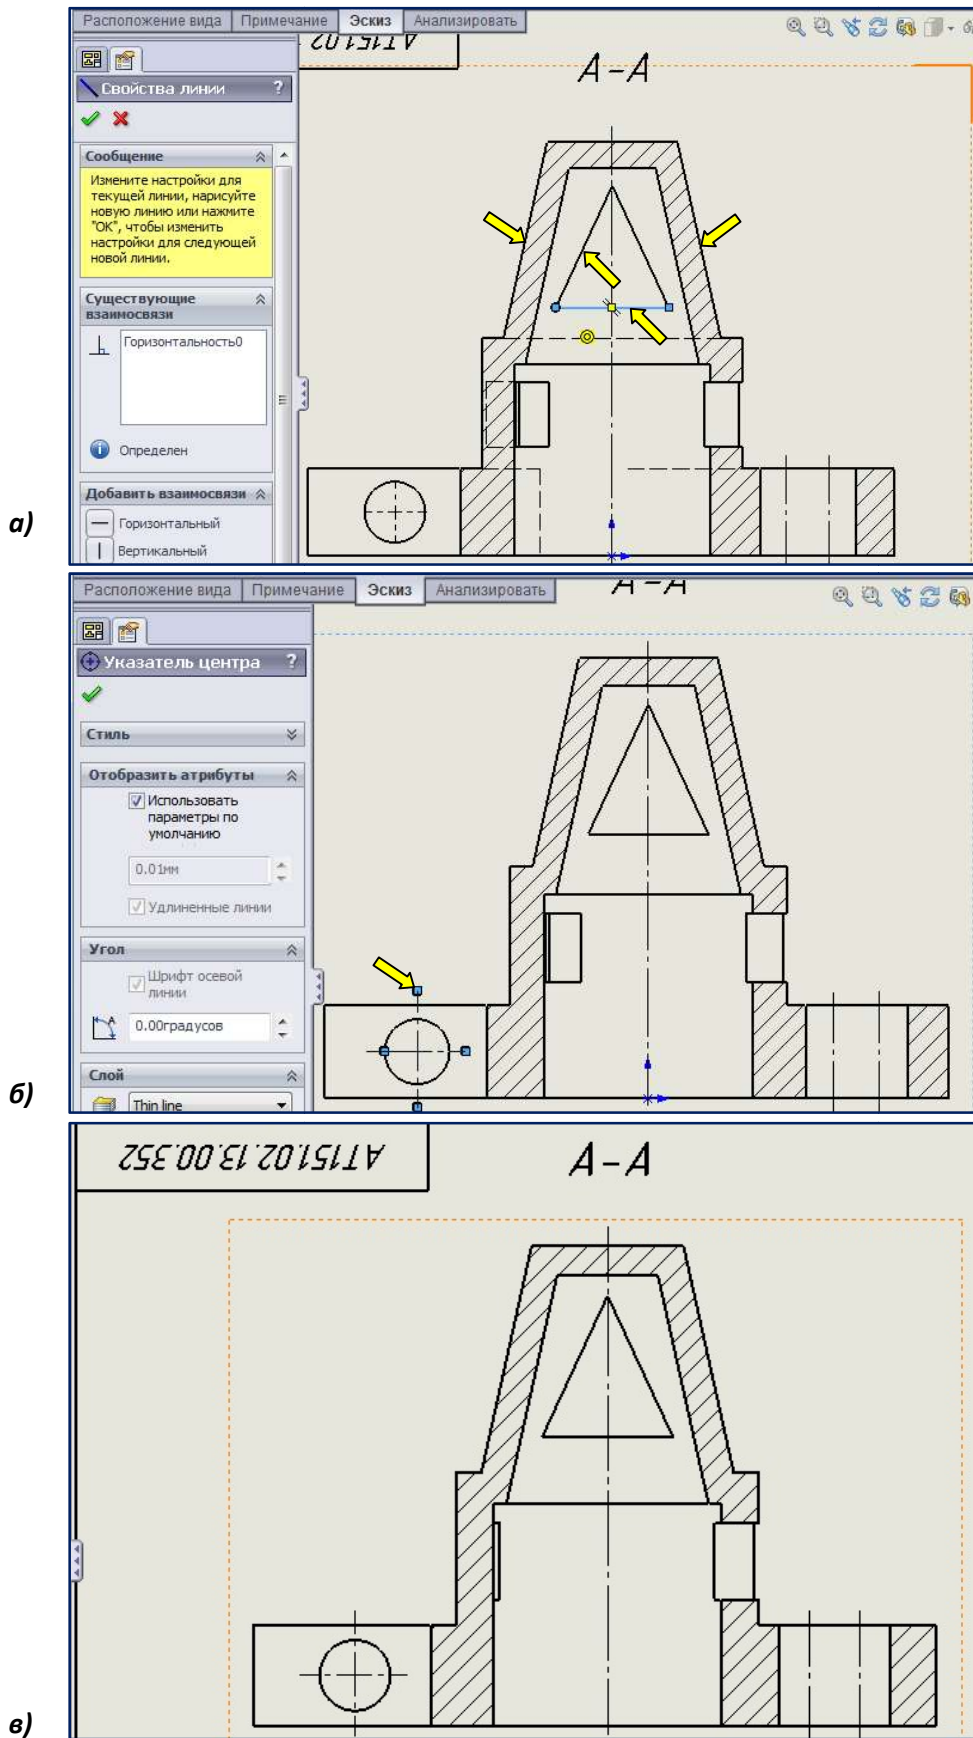 Расположение вида Примечание Эскиз Анализировать
АТ151.02
А-А
Свойства линии ?
Сообщение
Измените настройки для
текущей линии, нарисуйте
новую линию или нажмите
"ОК", чтобы изменить
настройки для следующей
новой линии.
Существующие
взаимосвязи
Горизонтальность0
Определен
Добавить взаимосвязи
Горизонтальный
Вертикальный
а)
Расположение вида Примечание Эскиз Анализировать
А-А
Указатель центра ?
Стиль
Отобразить атрибуты
Использовать
параметры по
умолчанию
0.01мм
Удлиненные линии
Угол
Шрифт осевой
линии
0.00градусов
Слой
Thin line
б)
АТ151.02.13.00.352
А-А
в)